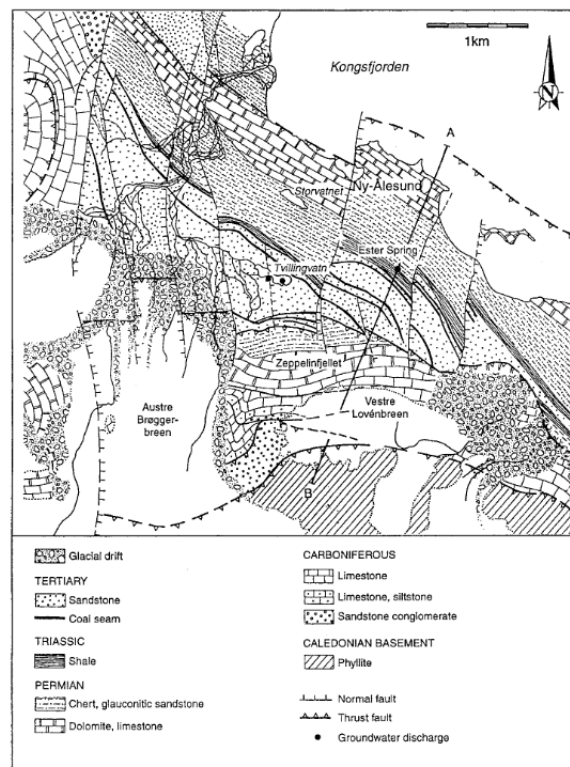 1km
Kongsfjorden
N
A
Ny-Ålesund
Storvatnet
Ester Spring
Tvillingvatn
Zeppelinfjellet
Vestre
Lovénbreen
Austre
Brøgger-
breen
B
Glacial drift
TERTIARY
Sandstone
Coal seam
TRIASSIC
Shale
PERMIAN
Chert, glauconitic sandstone
Dolomite, limestone
CARBONIFEROUS
Limestone
Limestone, siltstone
Sandstone conglomerate
CALEDONIAN BASEMENT
Phyllite
Normal fault
Thrust fault
Groundwater discharge